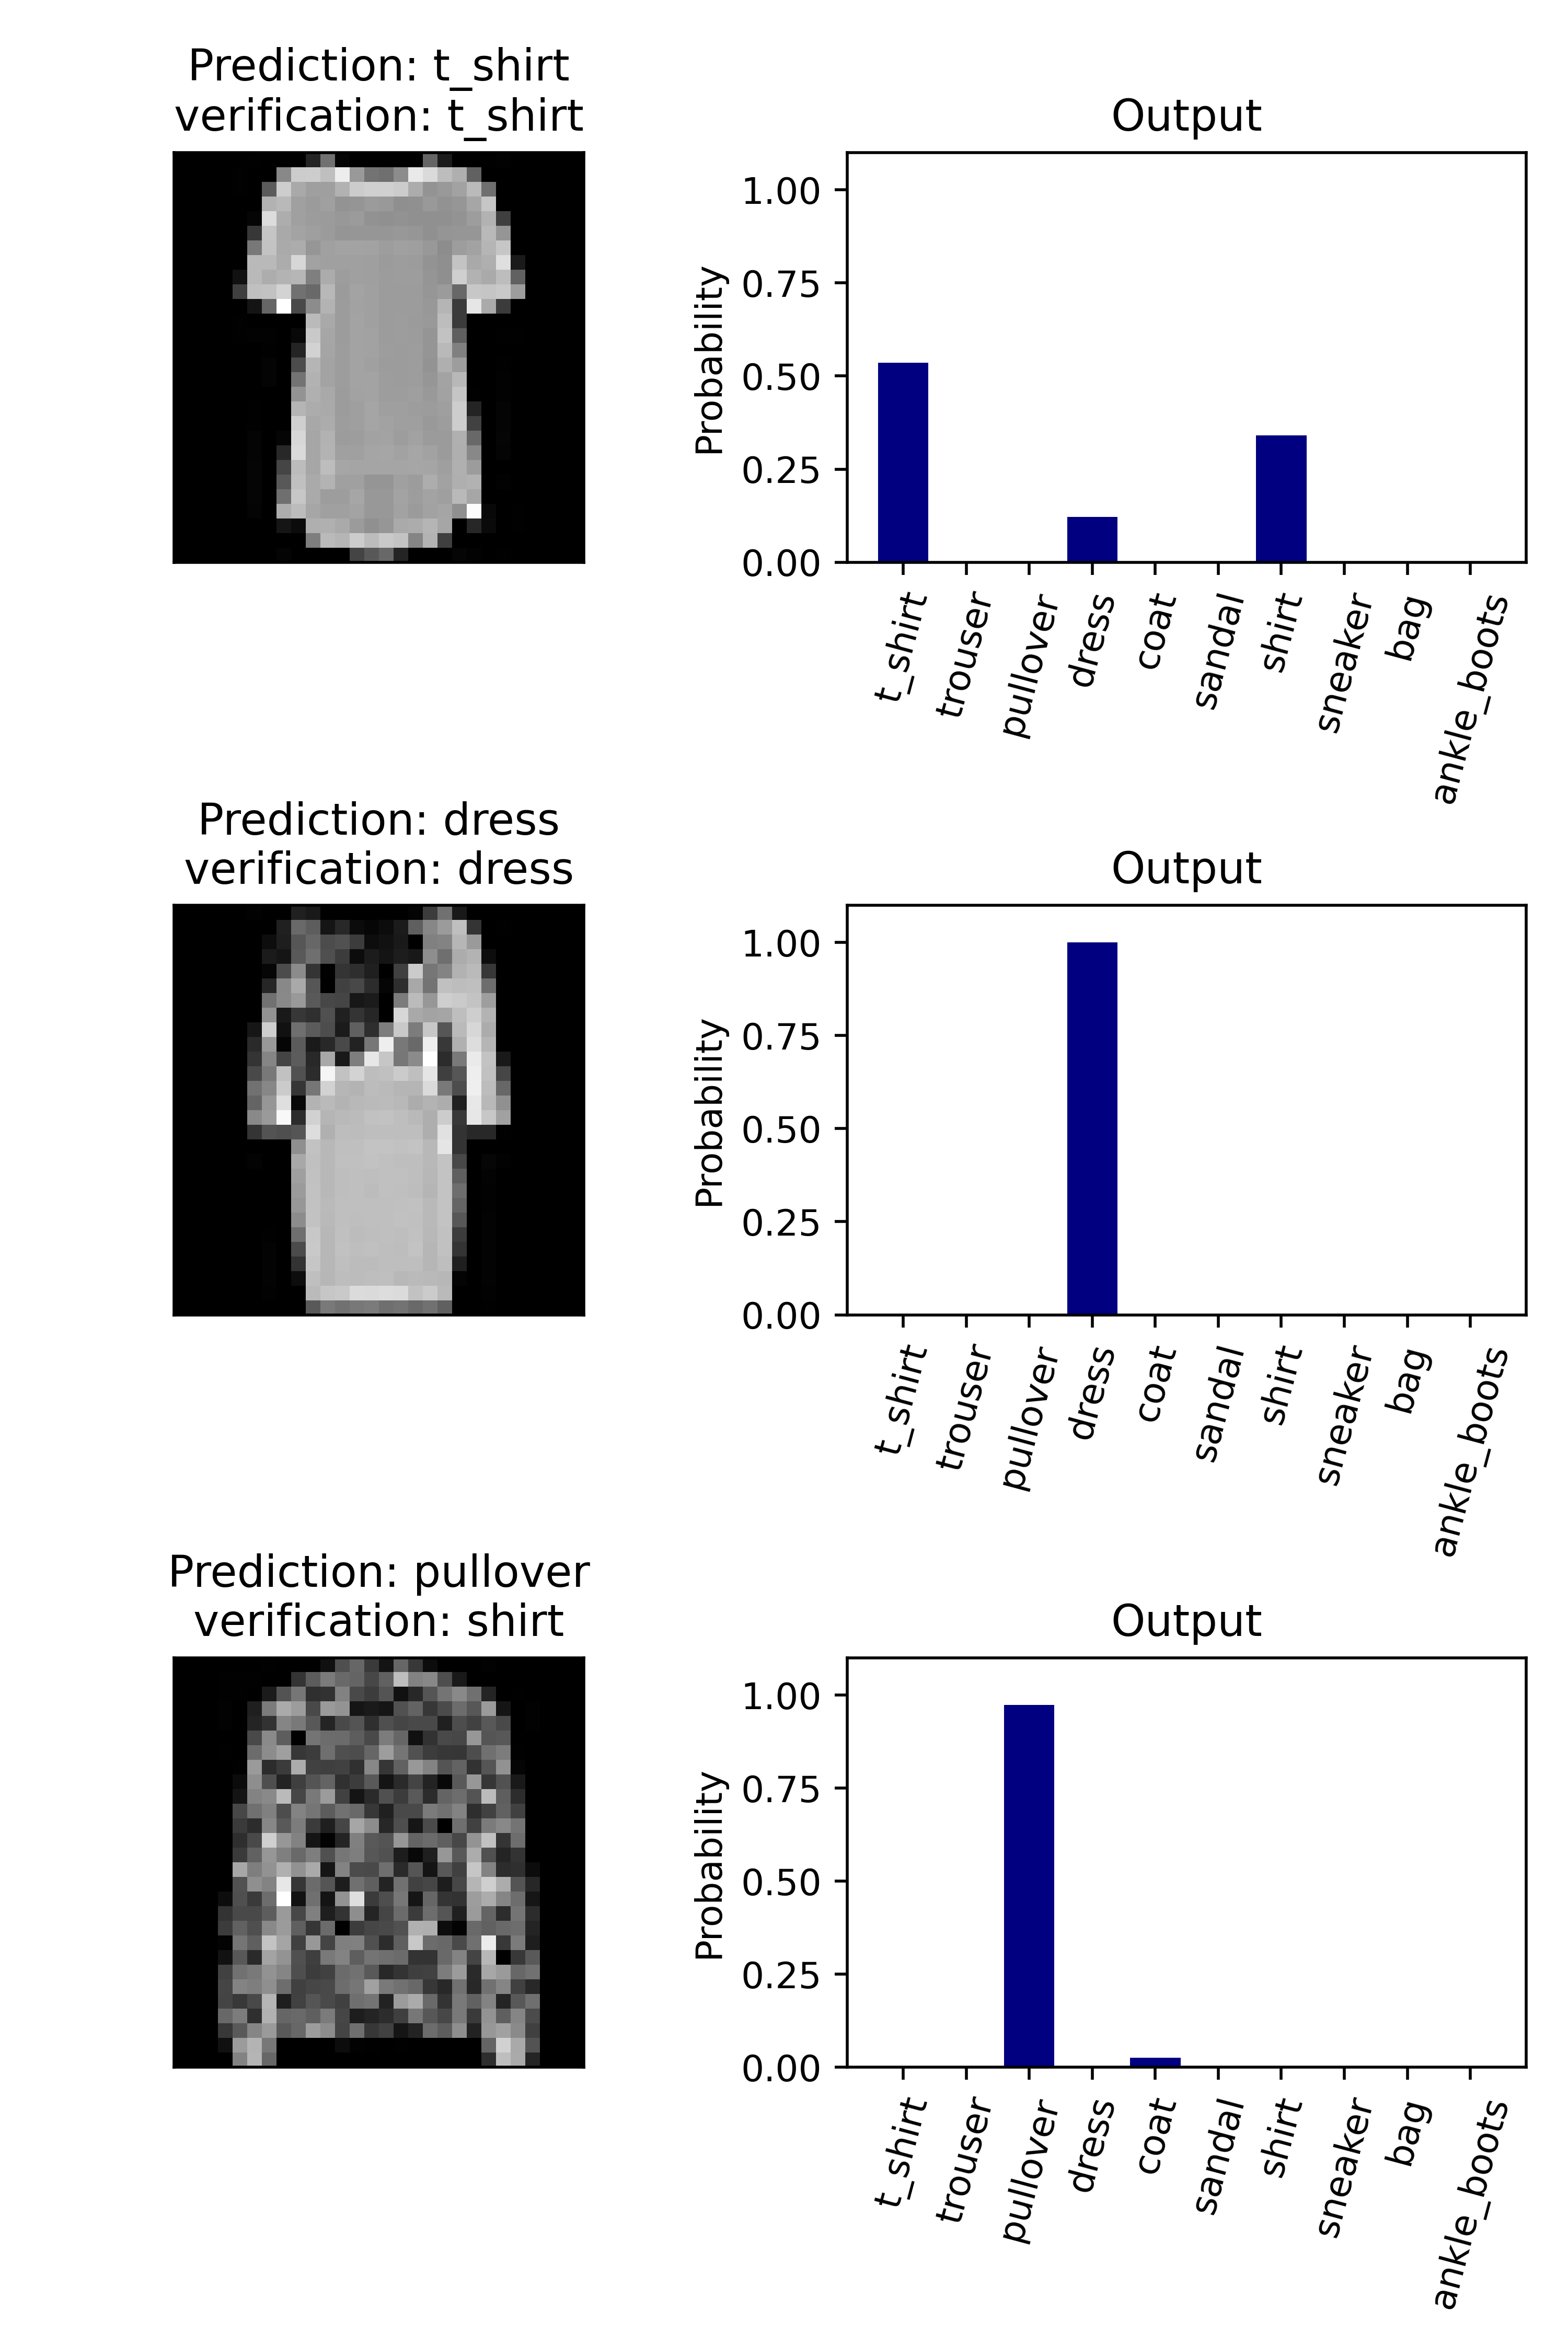 Prediction: t_shirt
verification: t_shirt
Output
Probability
1.00
0.75
0.50
0.25
0.00
t_shirt
trouser
pullover
dress
coat
sandal
shirt
sneaker
bag
ankle_boots
Prediction: dress
verification: dress
Output
Probability
1.00
0.75
0.50
0.25
0.00
t_shirt
trouser
pullover
dress
coat
sandal
shirt
sneaker
bag
ankle_boots
Prediction: pullover
verification: shirt
Output
Probability
1.00
0.75
0.50
0.25
0.00
t_shirt
trouser
pullover
dress
coat
sandal
shirt
sneaker
bag
ankle_boots